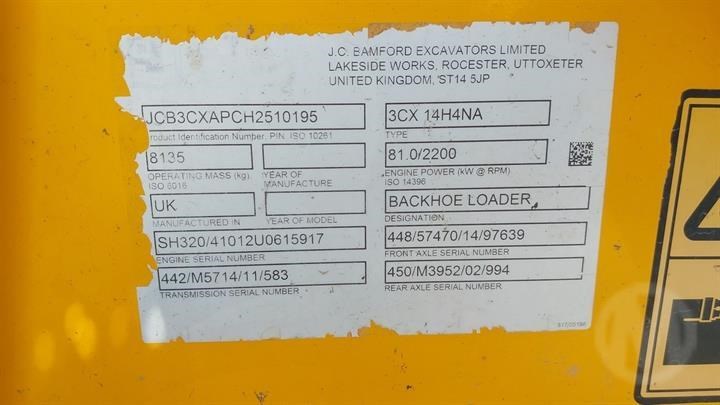 J.C. BAMFORD EXCAVATORS LIMITED
LAKESIDE WORKS, ROCESTER, UTTOXETER
UNITED KINGDOM, ST14 5JP
JCB3CXAPCH2510195
roduct Identification Number, PIN. ISO 10261
3CX 14H4NA
TYPE
8135
OPERATING MASS (kg)
ISO 6016
YEAR OF
MANUFACTURE
81.0/2200
ENGINE POWER (kW @ RPM)
ISO 14396
UK
MANUFACTURED IN
YEAR OF MODEL
BACKHOE LOADER
DESIGNATION
SH320/41012U0615917
ENGINE SERIAL NUMBER
448/57470/14/97639
FRONT AXLE SERIAL NUMBER
442/M5714/11/583
TRANSMISSION SERIAL NUMBER
450/M3952/02/994
REAR AXLE SERIAL NUMBER